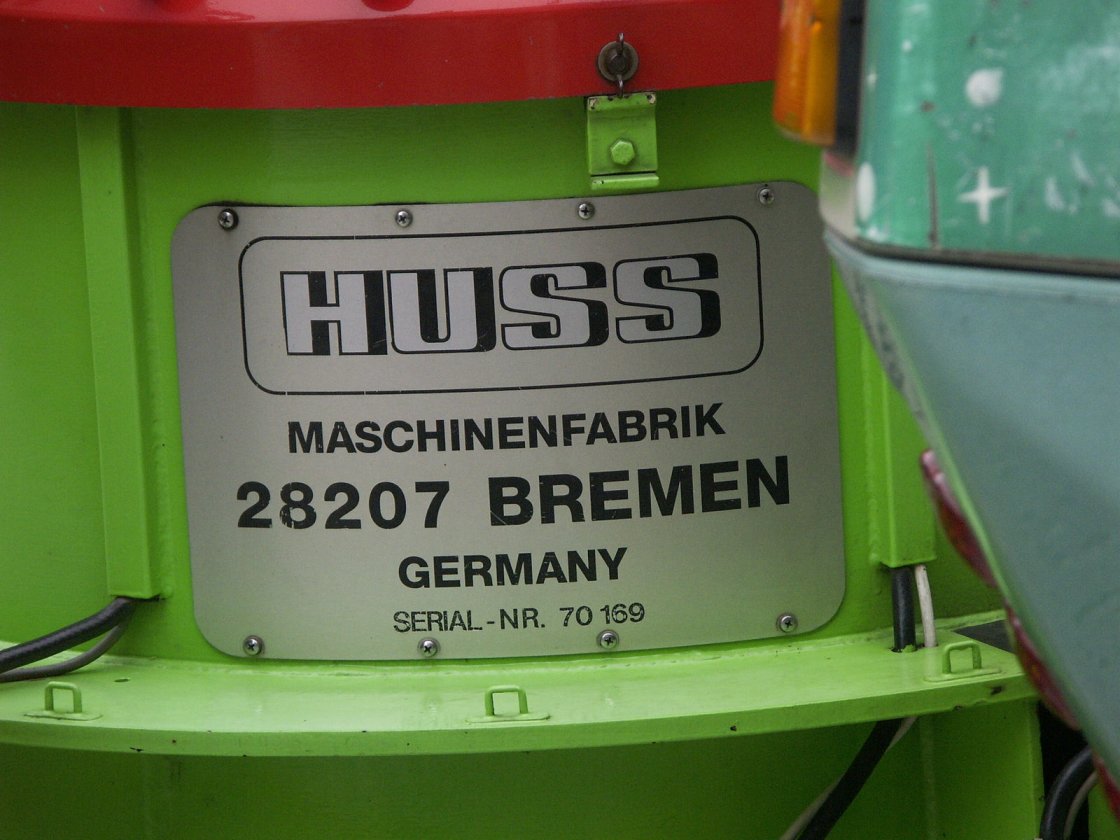 HUSS
MASCHINENFABRIK
28207 BREMEN
GERMANY
SERIAL-NR. 70 169